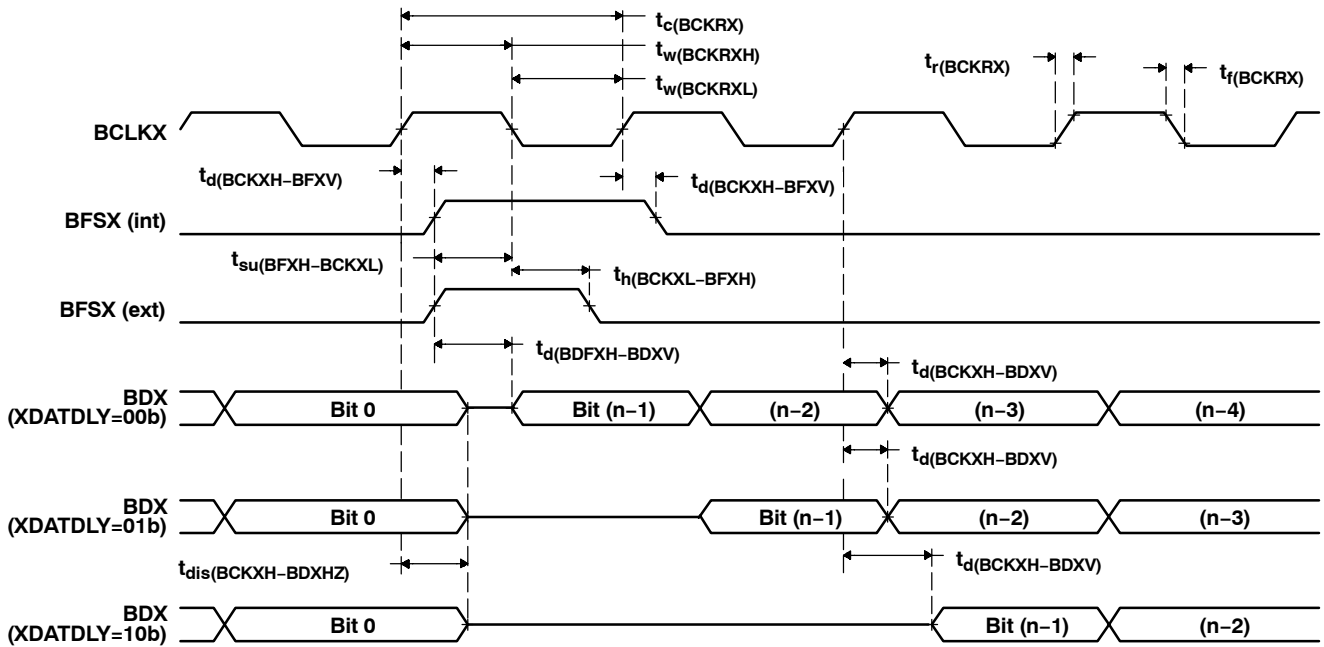 tc(BCKRX)
tw(BCKRXH)
tw(BCKRXL)
tr(BCKRX)
tf(BCKRX)
BCLKX
td(BCKXH–BFXV)
td(BCKXH–BFXV)
BFSX (int)
tsu(BFXH–BCKXL)
th(BCKXL–BFXH)
BFSX (ext)
td(BDFXH–BDXV)
td(BCKXH–BDXV)
BDX
(XDATDLY=00b)
Bit 0
Bit (n–1)
(n–2)
(n–3)
(n–4)
td(BCKXH–BDXV)
BDX
(XDATDLY=01b)
Bit 0
Bit (n–1)
(n–2)
(n–3)
tdis(BCKXH–BDXHZ)
td(BCKXH–BDXV)
BDX
(XDATDLY=10b)
Bit 0
Bit (n–1)
(n–2)